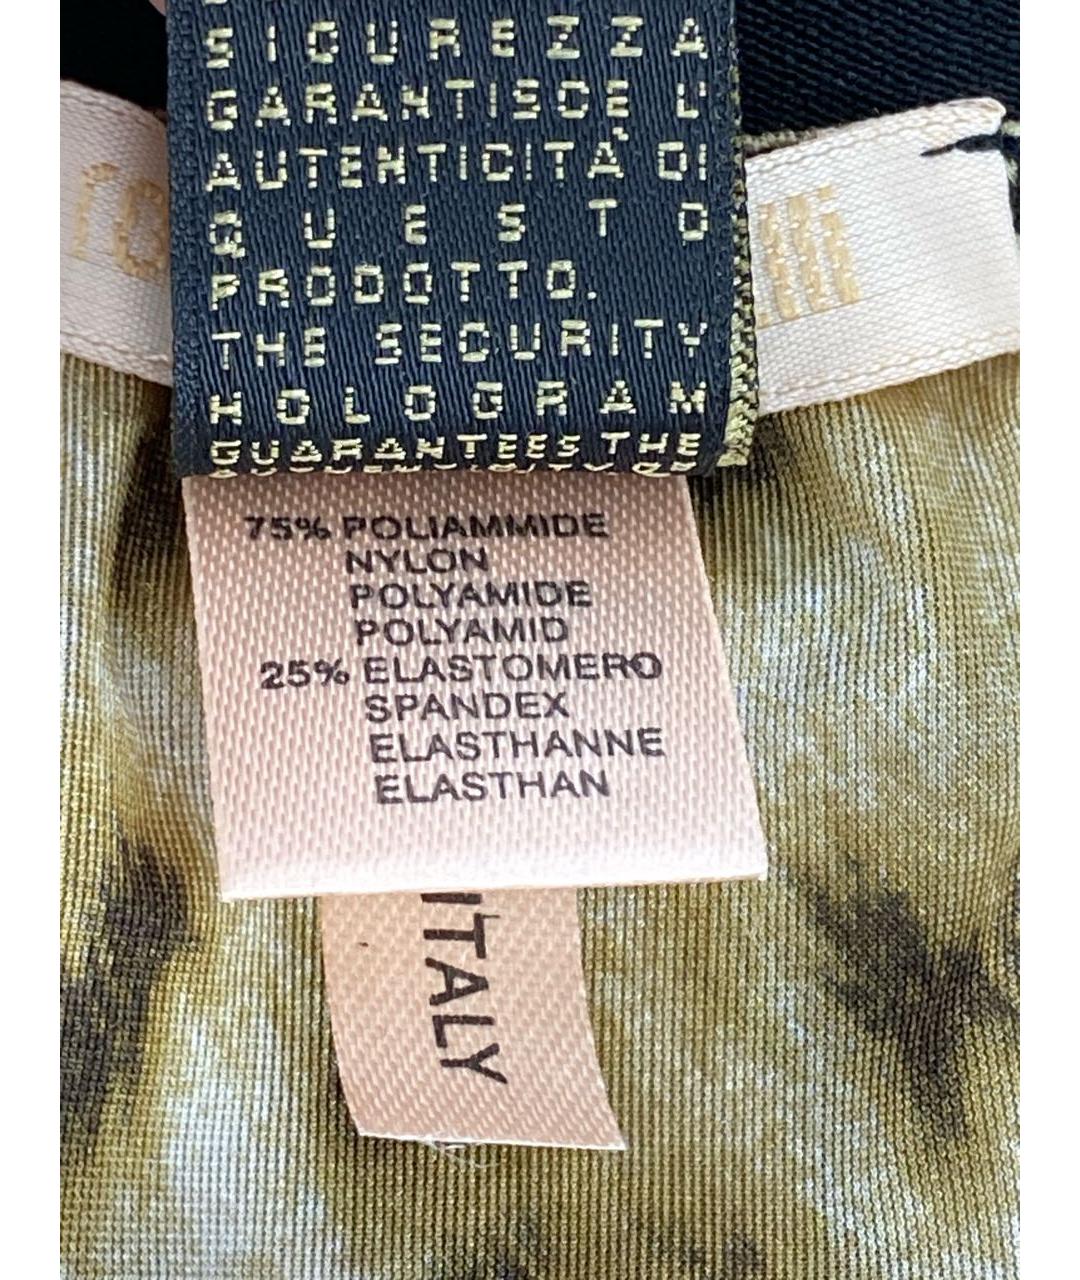 SICUREZZA
GARANTISCE L'
AUTENTICITÀ DI
QUESTO
PRODOTTO.
THE SECURITY
HOLOGRAM
GUARANTEES THE
75% POLIAMMIDE
NYLON
POLYAMIDE
POLYAMID
25% ELASTOMERO
SPANDEX
ELASTHANNE
ELASTHAN
ITALY